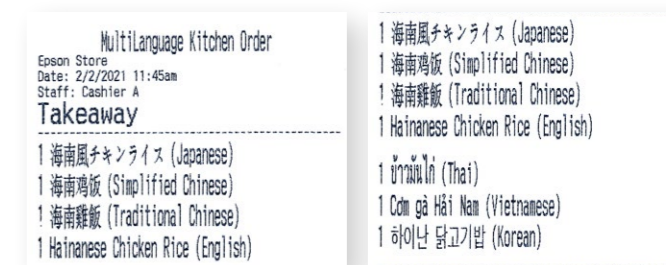 MultiLanguage Kitchen Order
Epson Store
Date: 2/2/2021 11:45am
Staff: Cashier A
Takeaway
1 海南風チキンライス (Japanese)
1 海南鸡饭 (Simplified Chinese)
1 海南雞飯 (Traditional Chinese)
1 Hainanese Chicken Rice (English)
1 海南風チキンライス (Japanese)
1 海南鸡饭 (Simplified Chinese)
1 海南雞飯 (Traditional Chinese)
1 Hainanese Chicken Rice (English)
1 ข้าวมันไก่ (Thai)
1 Cơm gà Hải Nam (Vietnamese)
1 하이난 닭고기밥 (Korean)